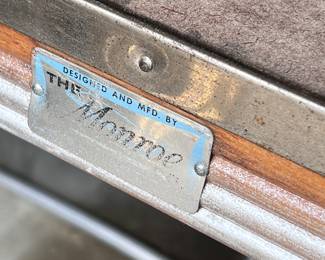 DESIGNED AND MFD. BY
THE
Monroe